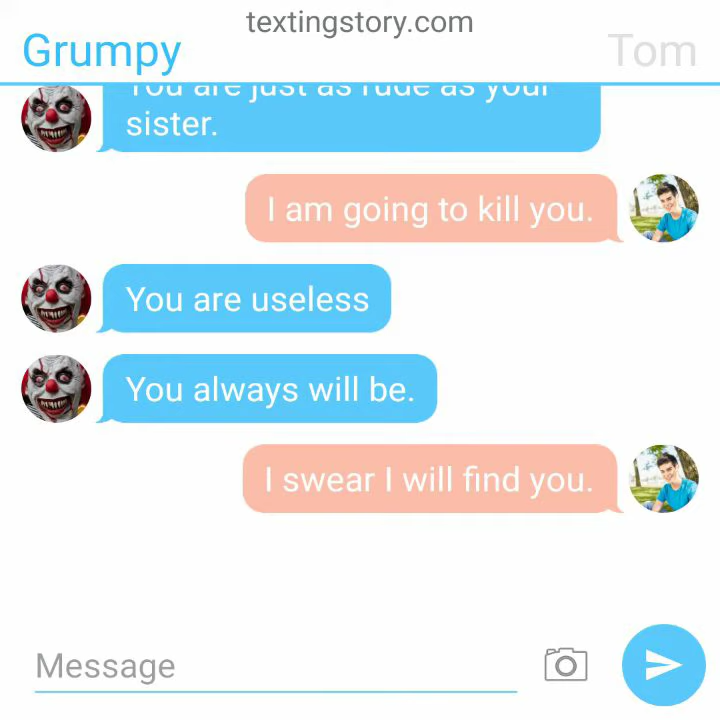 textingstory.com
Grumpy
Tom
You are just as rude as your
sister.
I am going to kill you.
You are useless
You always will be.
I swear I will find you.
Message